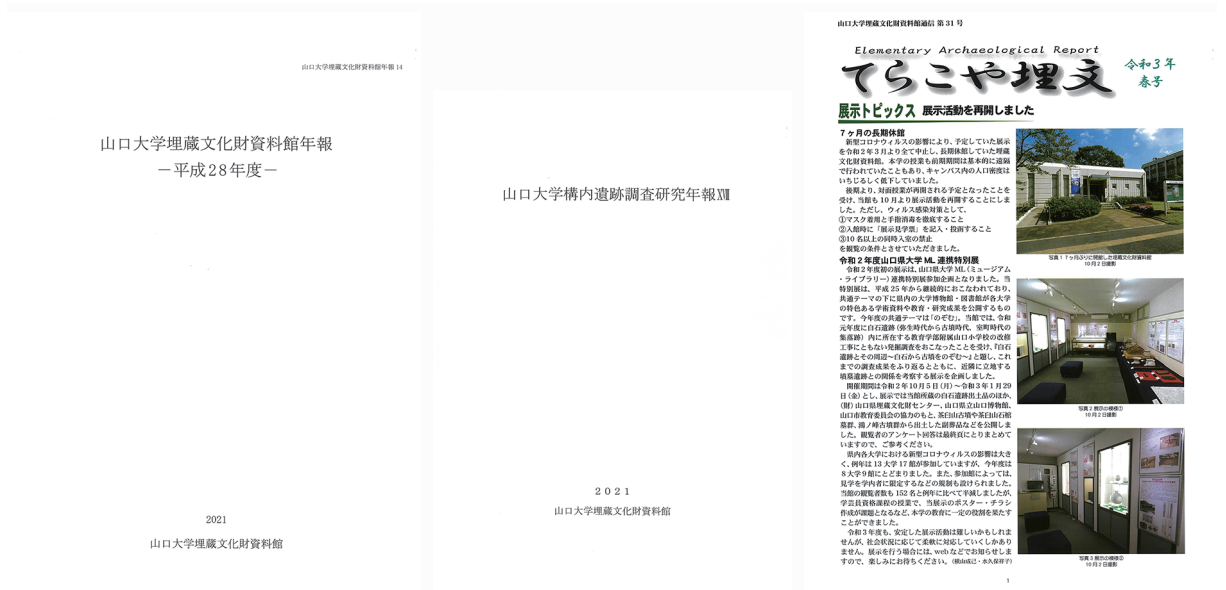 山口大学埋蔵文化財資料館年報 14
山口大学埋蔵文化財資料館年報
－平成28年度－
2021
山口大学埋蔵文化財資料館
山口大学構内遺跡調査研究年報ⅩⅦ
2021
山口大学埋蔵文化財資料館
山口大学埋蔵文化財資料館通信 第31号
Elementary Archaeological Report
てらこや埋文
令和3年
春号
展示トピックス 展示活動を再開しました
7ヶ月の長期休館
新型コロナウィルスの影響により、予定していた展示
を令和2年3月より全て中止し、長期休館していた埋蔵
文化財資料館。本学の授業も前期期間は基本的に遠隔
で行われていたこともあり、キャンパス内の人口密度は
いちじるしく低下していました。
後期より、対面授業が再開される予定となったことを
受け、当館も10月より展示活動を再開することにしま
した。ただし、ウィルス感染対策として、
①マスク着用と手指消毒を徹底すること
②入館時に「展示見学票」を記入・投函すること
③10名以上の同時入室の禁止
を観覧の条件とさせていただきました。
令和2年度山口県大学ML連携特別展
令和2年度初の展示は、山口県大学ML（ミュージアム
・ライブラリー）連携特別展参加企画となりました。当
特別展は、平成25年から継続的におこなわれており、
共通テーマの下に県内の大学博物館・図書館が各大学
の特色ある学術資料や教育・研究成果を公開するもの
です。今年度の共通テーマは「のぞむ」。当館では、令和
元年度に白石遺跡（弥生時代から古墳時代、室町時代の
集落跡）内に所在する教育学部附属山口小学校の改修
工事にともない発掘調査をおこなったことを受け、『白石
遺跡とその周辺～白石から古墳をのぞむ～』と題し、これ
までの調査成果をふり返るとともに、近隣に立地する
墳墓遺跡との関係を考察する展示を企画しました。
開催期間は令和2年10月5日（月）～令和3年1月29
日（金）とし、展示では当館所蔵の白石遺跡出土品のほか、
（財）山口県埋蔵文化財センター、山口県立山口博物館、
山口市教育委員会の協力のもと、茶臼山古墳や茶臼山石棺
墓群、鴻ノ峰古墳群から出土した副葬品などを公開しま
した。観覧者のアンケート回答は最終頁にとりまとめて
いますので、ご参考ください。
県内各大学における新型コロナウィルスの影響は大き
く、例年は13大学17館が参加していますが、今年度は
8大学9館にとどまりました。また、参加館によっては、
見学を学内者に限定するなどの規制も設けられました。
当館の観覧者数も152名と例年に比べて半減しましたが、
学芸員資格課程の授業で、当展示のポスター・チラシ
作成が課題となるなど、本学の教育に一定の役割を果たす
ことができました。
令和3年度も、安定した展示活動は難しいかもしれま
せんが、社会状況に応じて柔軟に対応していくしかあり
ません。展示を行う場合には、webなどでお知らせしま
すので、楽しみにお待ちください。（横山成己・水久保祥子）
写真1 7ヶ月ぶりに開館した埋蔵文化財資料館
10月2日撮影
写真2 展示の模様①
10月2日撮影
写真3 展示の模様②
10月2日撮影
1